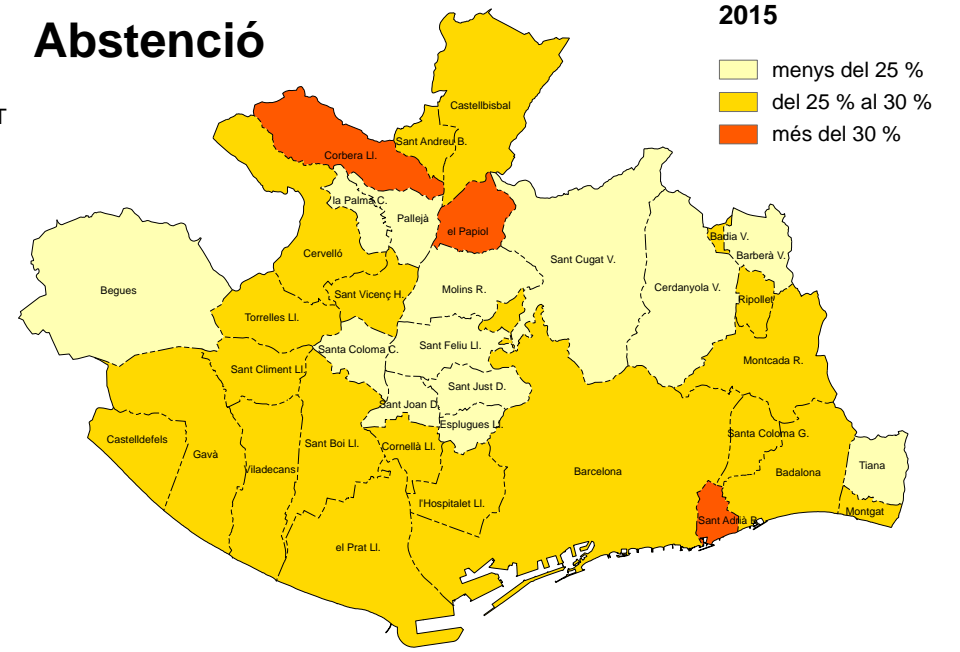 2015
Abstenció
menys del 25 %
del 25 % al 30 %
més del 30 %
T
Castellbisbal
Sant Andreu B.
Corbera Ll.
la Palma C.
Pallejà
el Papiol
Badia V.
Barberà V.
Cervelló
Sant Cugat V.
Begues
Molins R.
Cerdanyola V.
Sant Vicenç H.
Ripollet
Torrelles Ll.
Santa Coloma C.
Sant Feliu Ll.
Montcada R.
Sant Climent Ll.
Sant Just D.
Sant Joan D.
Esplugues Ll.
Santa Coloma G.
Castelldefels
Sant Boi Ll.
Cornellà Ll.
Gavà
Viladecans
Barcelona
Badalona
Tiana
l'Hospitalet Ll.
Montgat
Sant Adrià B.
el Prat Ll.